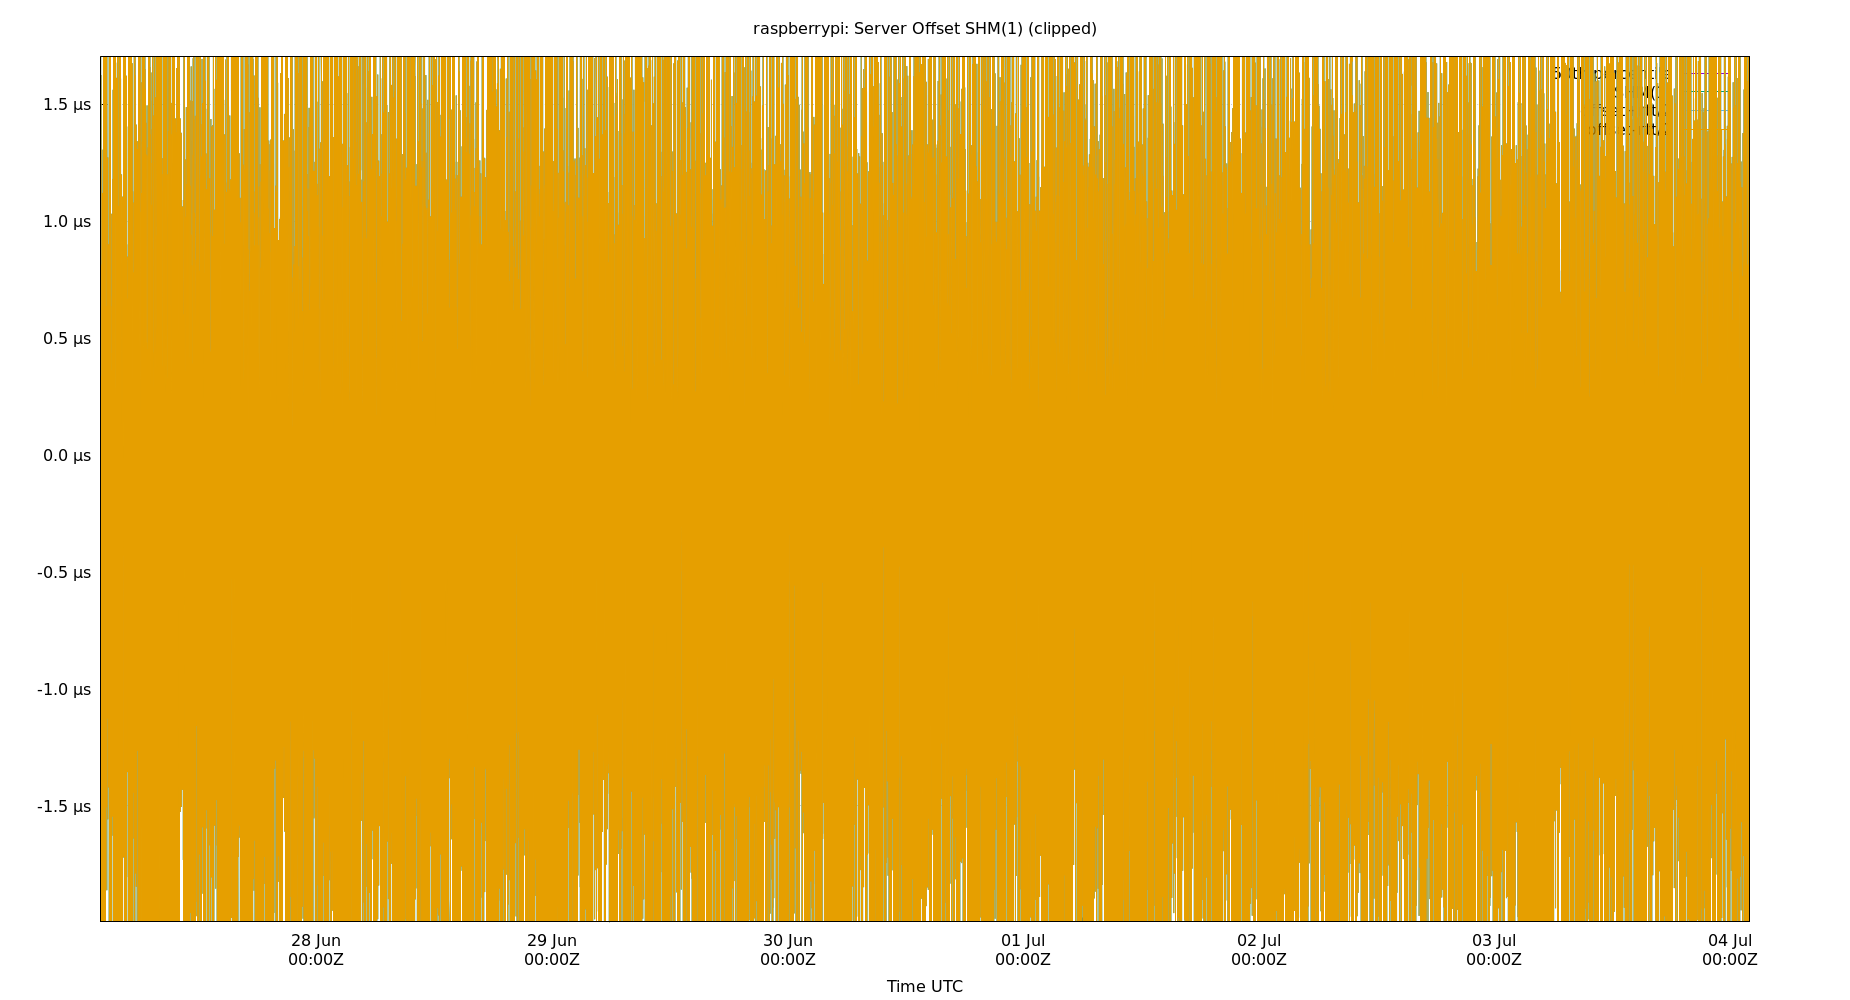 raspberrypi: Server Offset SHM(1) (clipped)
1.5 µs
1.0 µs
0.5 µs
0.0 µs
-0.5 µs
-1.0 µs
-1.5 µs
28 Jun 29 Jun 30 Jun 01 Jul 02 Jul 03 Jul 04 Jul
00:00Z 00:00Z 00:00Z 00:00Z 00:00Z 00:00Z 00:00Z
Time UTC